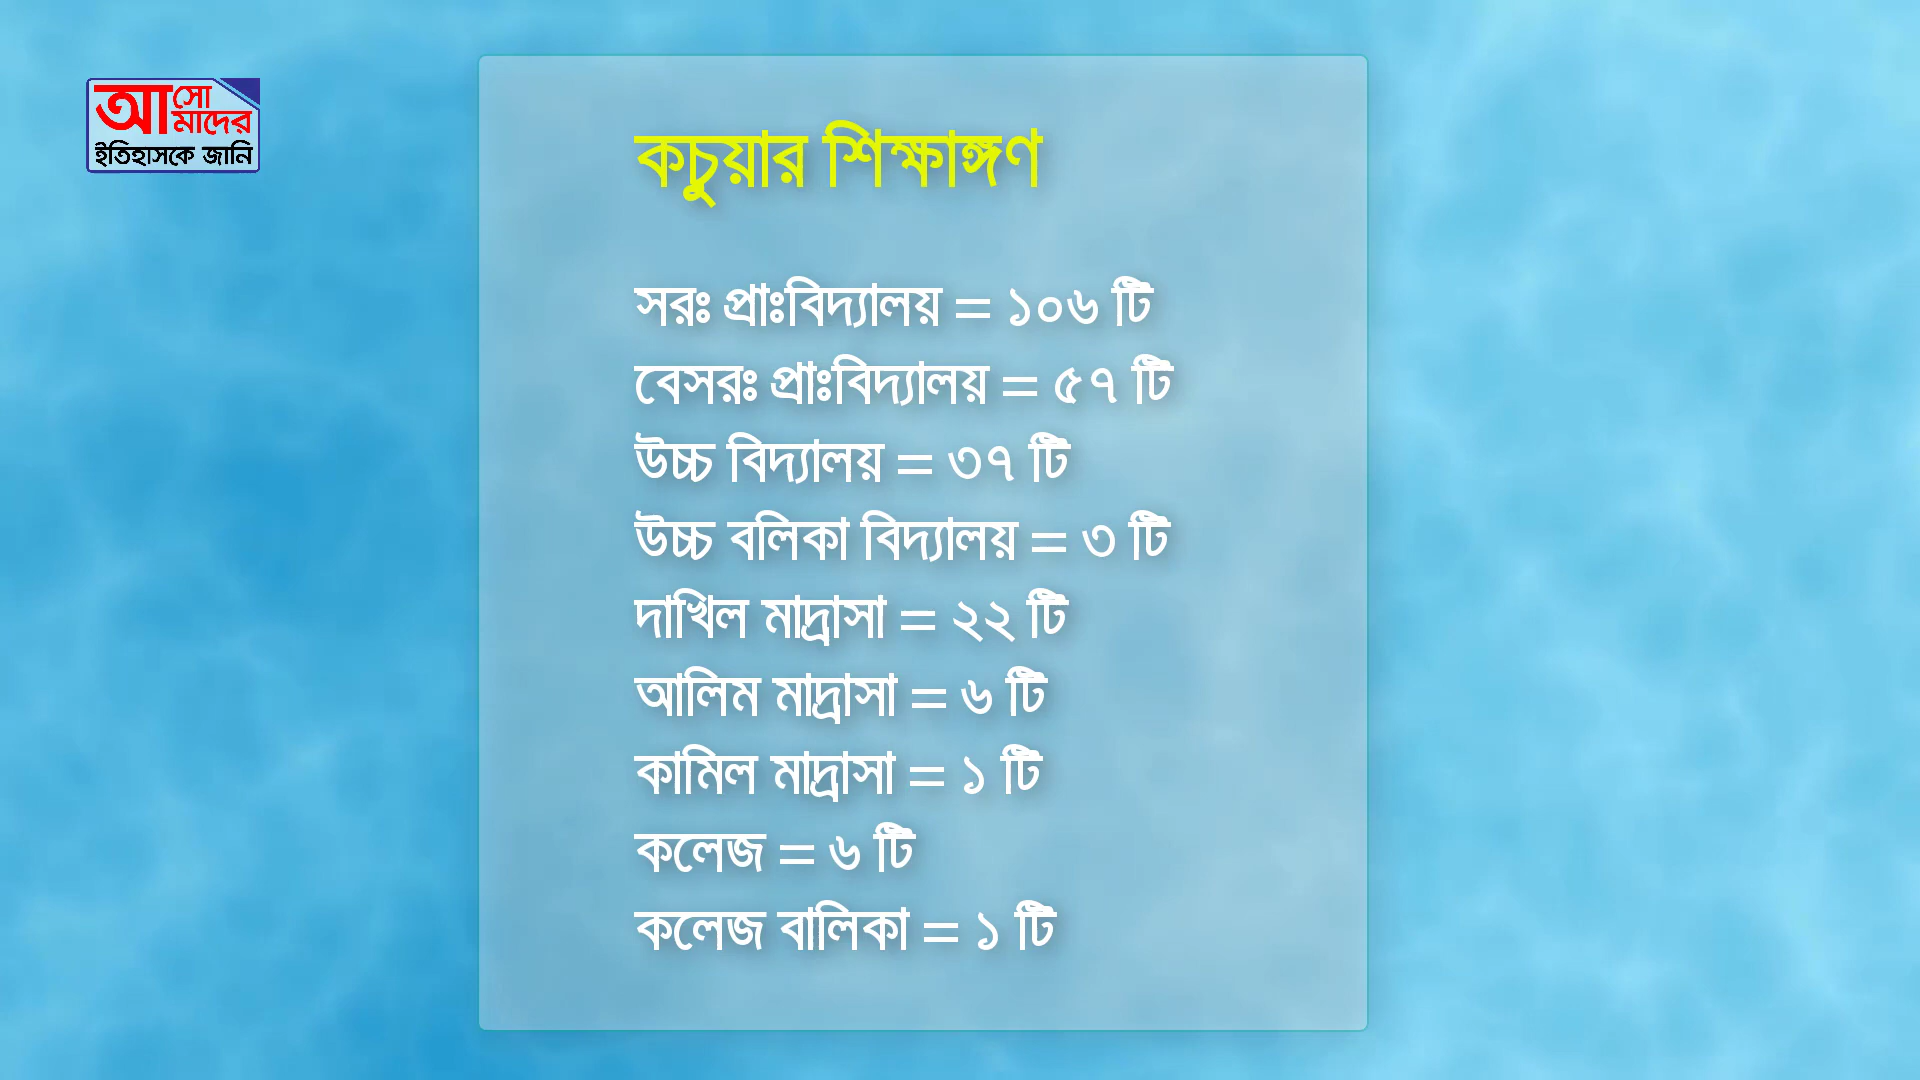 আসো
মাদের
ইতিহাসকে জানি
কচুয়ার শিক্ষাঙ্গণ
সরঃ প্রাঃবিদ্যালয় = ১০৬ টি
বেসরঃ প্রাঃবিদ্যালয় = ৫৭ টি
উচ্চ বিদ্যালয় = ৩৭ টি
উচ্চ বলিকা বিদ্যালয় = ৩ টি
দাখিল মাদ্রাসা = ২২ টি
আলিম মাদ্রাসা = ৬ টি
কামিল মাদ্রাসা = ১ টি
কলেজ = ৬ টি
কলেজ বালিকা = ১ টি